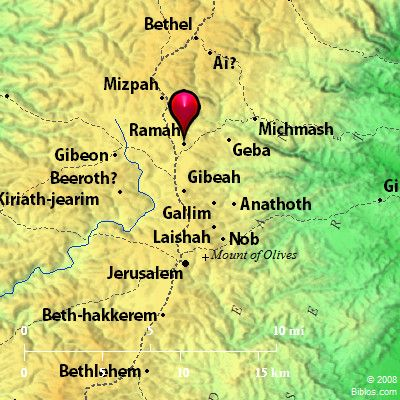 Bethel
Ai?
Mizpah
Ramah
Michmash
Geba
Gibeon
Beeroth?
Gibeah
Gi
Kiriath-jearim
Anathoth
Gallim
Laishah
Nob
Mount of Olives
Jerusalem
Beth-hakkerem
0 5 10 mi
0 5 10 15 km
Bethlehem
© 2008
Biblos.com